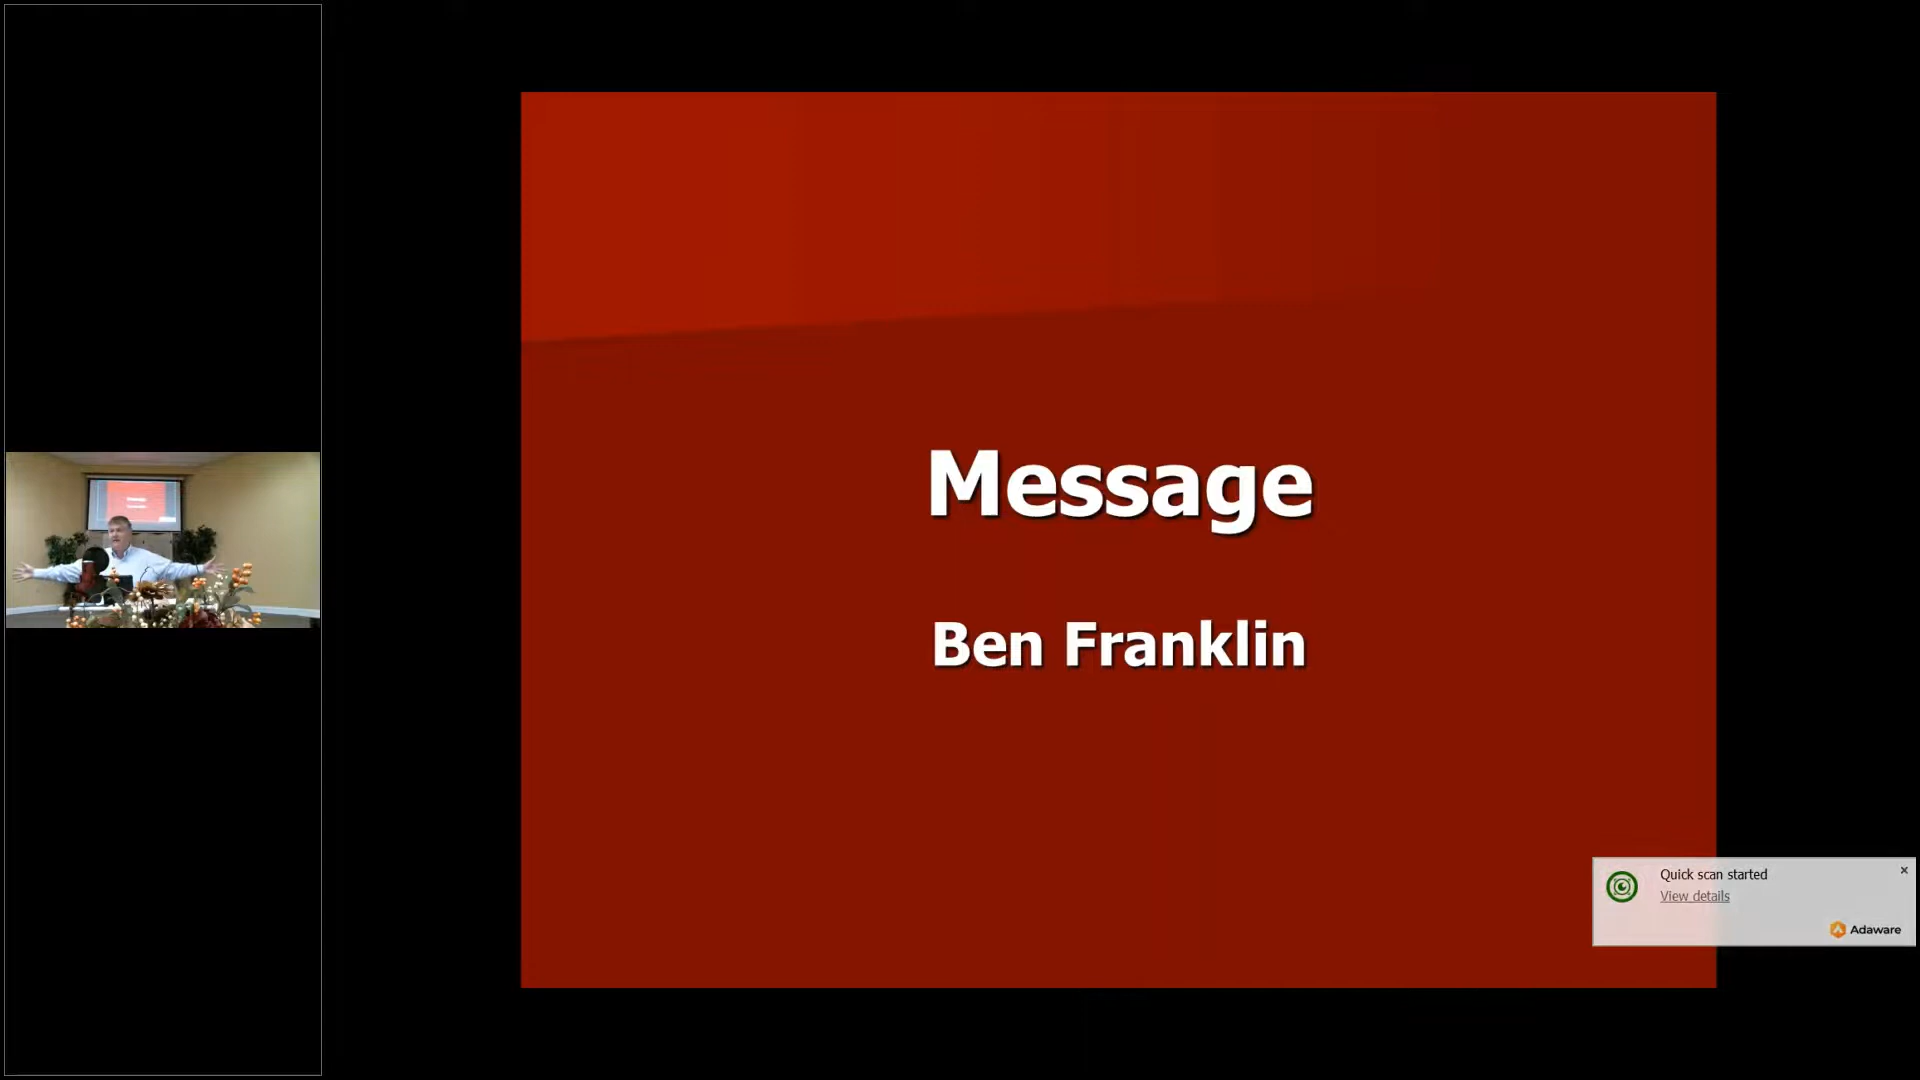 Message
Ben Franklin
Quick scan started
View details
Adaware